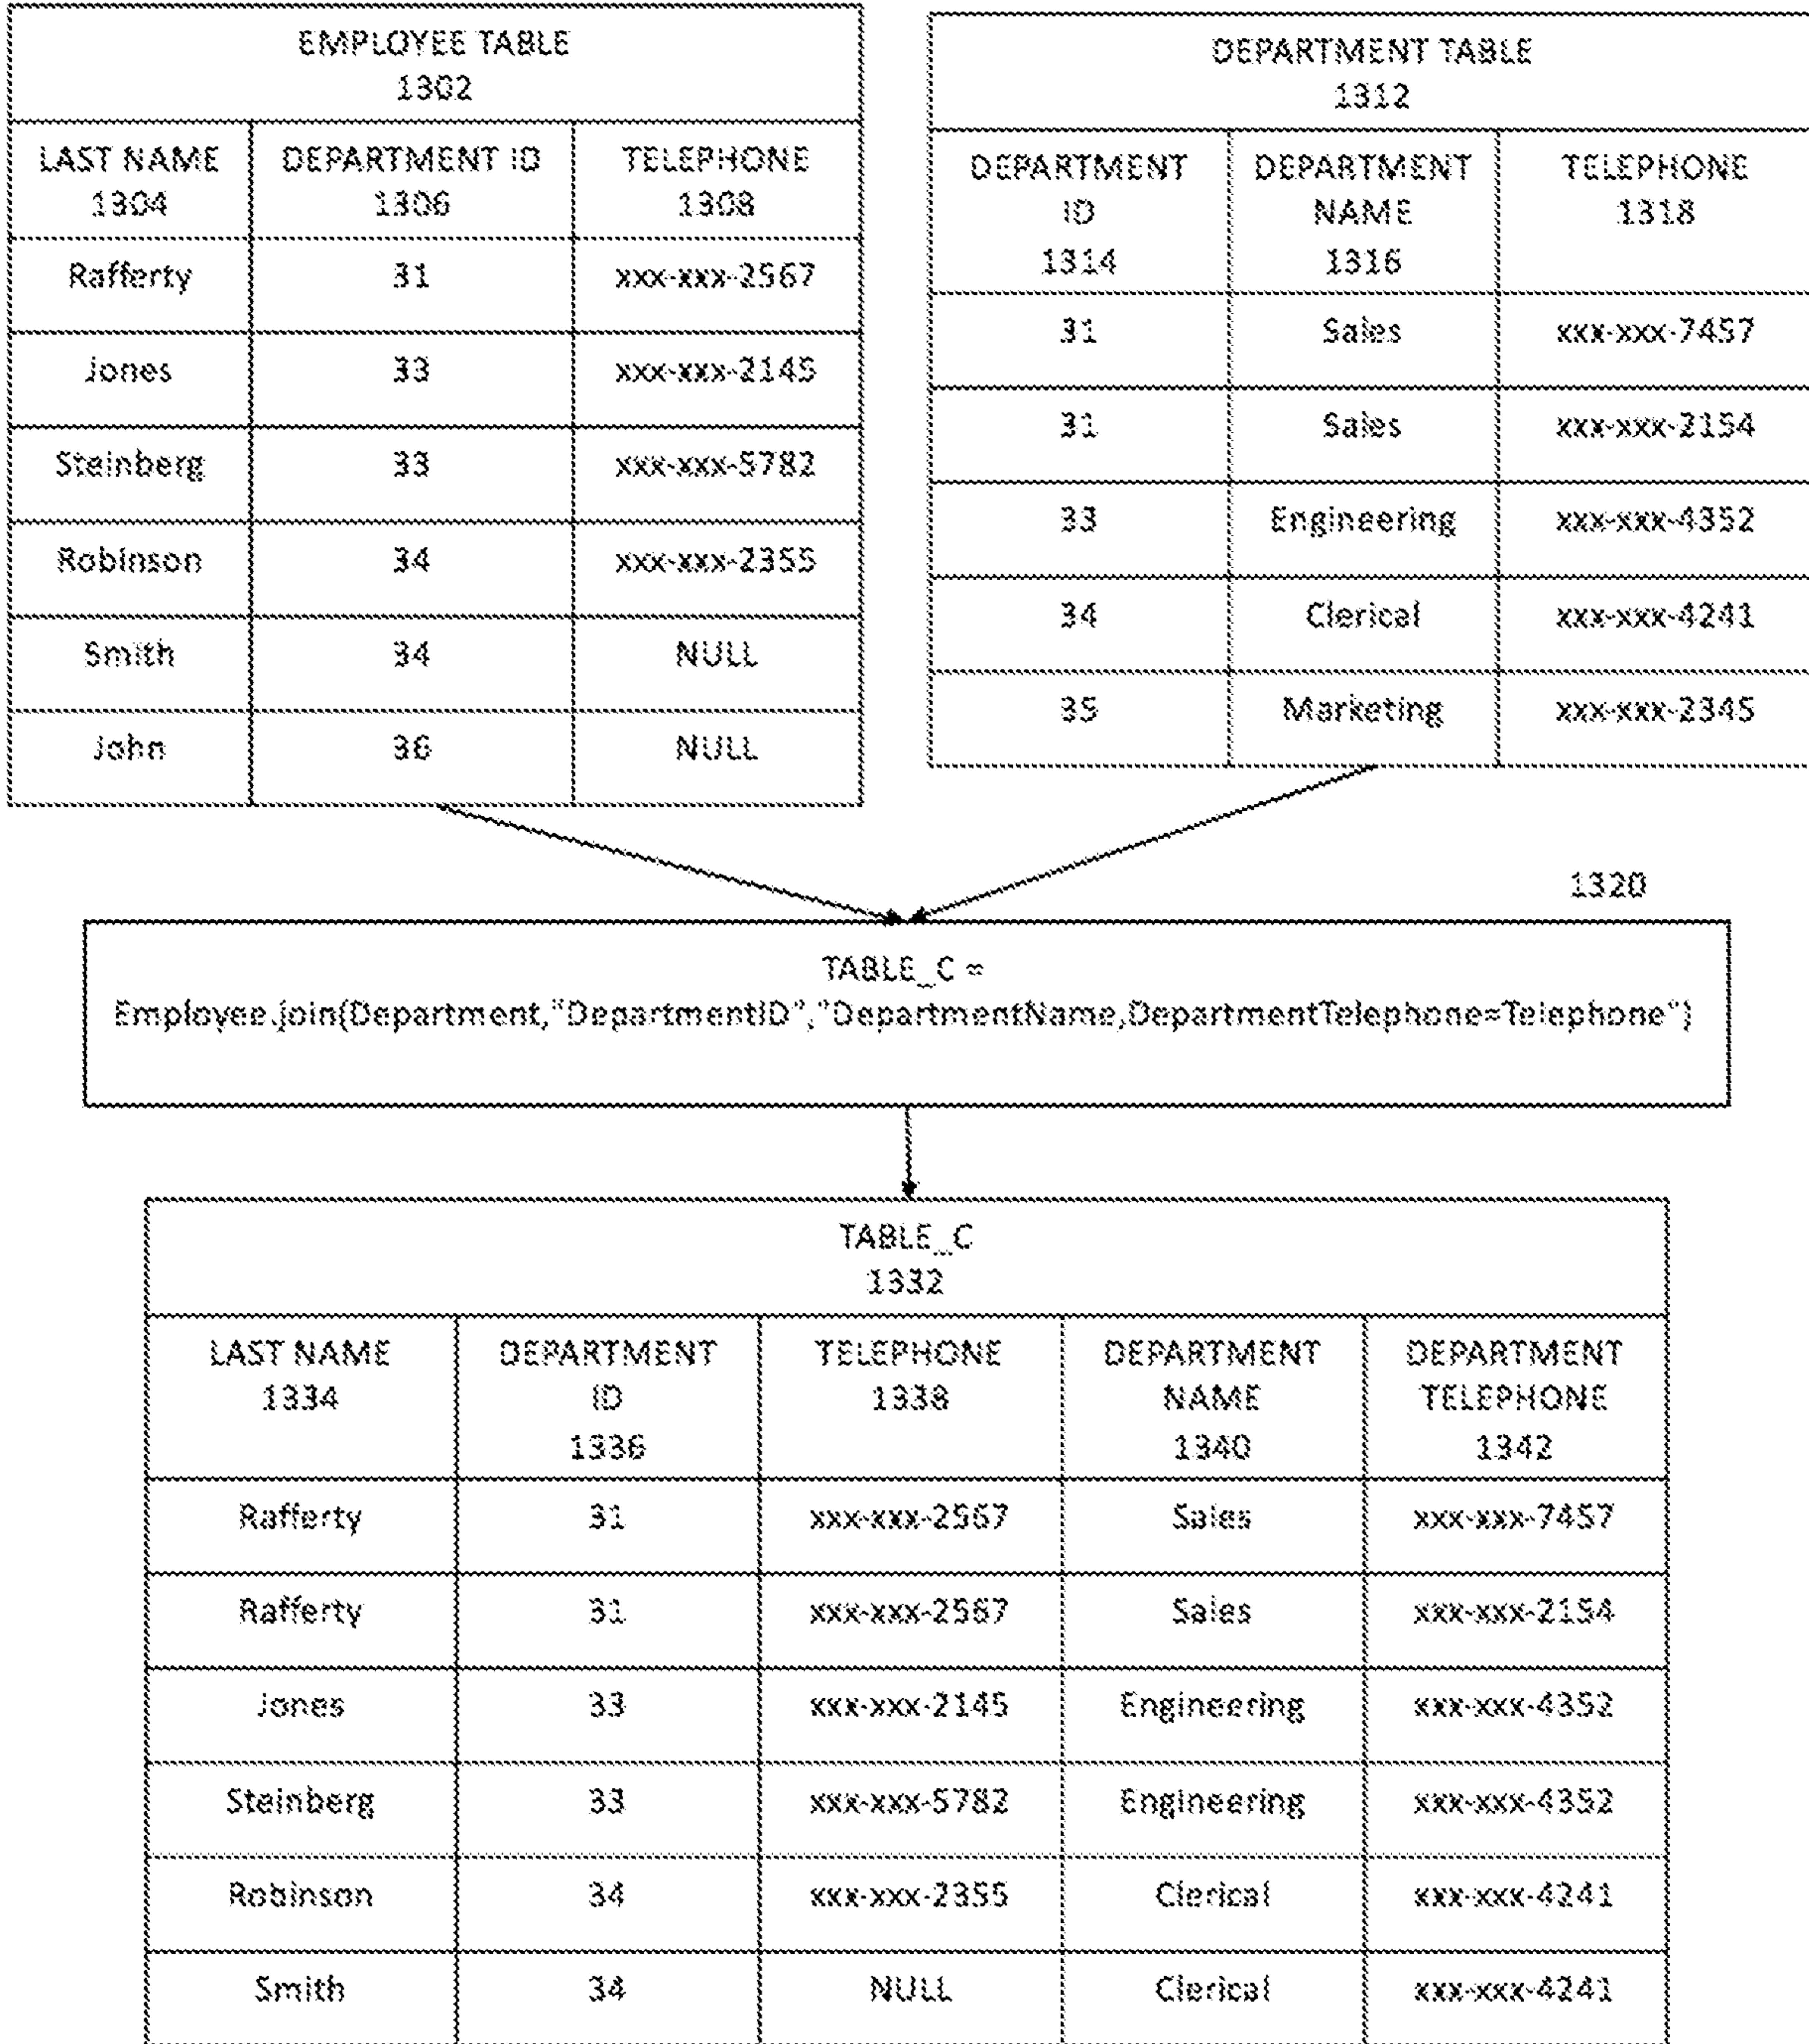 EMPLOYEE TABLE
1302
LAST NAME
1304
DEPARTMENT ID
1306
TELEPHONE
1308
Rafferty 31 xxx-xxx-2567
Jones 33 xxx-xxx-2145
Steinberg 33 xxx-xxx-5782
Robinson 34 xxx-xxx-2355
Smith 34 NULL
John 36 NULL
DEPARTMENT TABLE
1312
DEPARTMENT
ID
1314
DEPARTMENT
NAME
1316
TELEPHONE
1318
31 Sales xxx-xxx-7457
31 Sales xxx-xxx-2154
33 Engineering xxx-xxx-4352
34 Clerical xxx-xxx-4241
35 Marketing xxx-xxx-2345
1320
TABLE_C =
Employee.join(Department,"DepartmentID","DepartmentName,DepartmentTelephone=Telephone")
TABLE_C
1332
LAST NAME
1334
DEPARTMENT
ID
1336
TELEPHONE
1338
DEPARTMENT
NAME
1340
DEPARTMENT
TELEPHONE
1342
Rafferty 31 xxx-xxx-2567 Sales xxx-xxx-7457
Rafferty 31 xxx-xxx-2567 Sales xxx-xxx-2154
Jones 33 xxx-xxx-2145 Engineering xxx-xxx-4352
Steinberg 33 xxx-xxx-5782 Engineering xxx-xxx-4352
Robinson 34 xxx-xxx-2355 Clerical xxx-xxx-4241
Smith 34 NULL Clerical xxx-xxx-4241